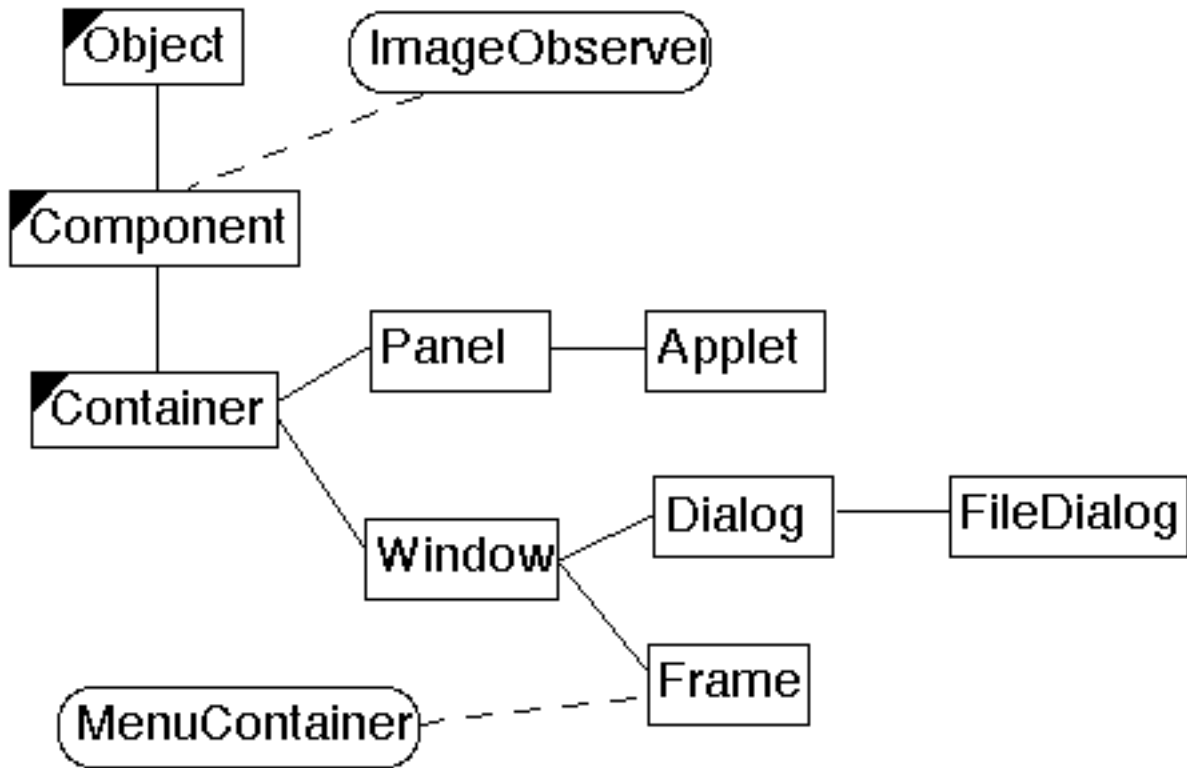 Object
ImageObserver
Component
Panel
Applet
Container
Dialog
FileDialog
Window
Frame
MenuContainer